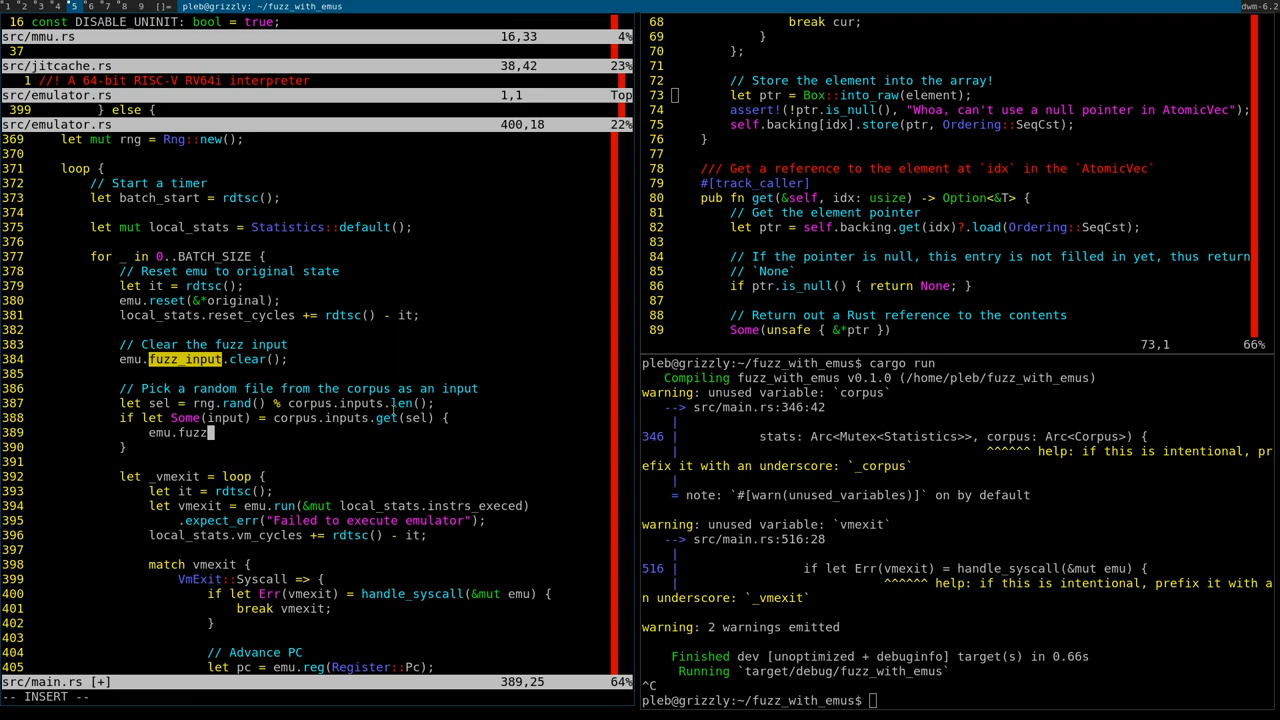 1 2 3 4 5 6 7 8 9 []= pleb@grizzly: ~/fuzz_with_emus dwm-6.2
16 const DISABLE_UNINIT: bool = true;
src/mmu.rs 16,33 4%
37
src/jitcache.rs 38,42 23%
1 //! A 64-bit RISC-V RV64i interpreter
src/emulator.rs 1,1 Top
399 } else {
src/emulator.rs 400,18 22%
369 let mut rng = Rng::new();
370
371 loop {
372 // Start a timer
373 let batch_start = rdtsc();
374
375 let mut local_stats = Statistics::default();
376
377 for _ in 0..BATCH_SIZE {
378 // Reset emu to original state
379 let it = rdtsc();
380 emu.reset(&*original);
381 local_stats.reset_cycles += rdtsc() - it;
382
383 // Clear the fuzz input
384 emu.fuzz_input.clear();
385
386 // Pick a random file from the corpus as an input
387 let sel = rng.rand() % corpus.inputs.len();
388 if let Some(input) = corpus.inputs.get(sel) {
389 emu.fuzz
390 }
391
392 let _vmexit = loop {
393 let it = rdtsc();
394 let vmexit = emu.run(&mut local_stats.instrs_execed)
395 .expect_err("Failed to execute emulator");
396 local_stats.vm_cycles += rdtsc() - it;
397
398 match vmexit {
399 VmExit::Syscall => {
400 if let Err(vmexit) = handle_syscall(&mut emu) {
401 break vmexit;
402 }
403
404 // Advance PC
405 let pc = emu.reg(Register::Pc);
src/main.rs [+] 389,25 64%
-- INSERT --
68 break cur;
69 }
70 };
71
72 // Store the element into the array!
73 let ptr = Box::into_raw(element);
74 assert!(!ptr.is_null(), "Whoa, can't use a null pointer in AtomicVec");
75 self.backing[idx].store(ptr, Ordering::SeqCst);
76 }
77
78 /// Get a reference to the element at `idx` in the `AtomicVec`
79 #[track_caller]
80 pub fn get(&self, idx: usize) -> Option<&T> {
81 // Get the element pointer
82 let ptr = self.backing.get(idx)?.load(Ordering::SeqCst);
83
84 // If the pointer is null, this entry is not filled in yet, thus return
85 // `None`
86 if ptr.is_null() { return None; }
87
88 // Return out a Rust reference to the contents
89 Some(unsafe { &*ptr })
73,1 66%
pleb@grizzly:~/fuzz_with_emus$ cargo run
Compiling fuzz_with_emus v0.1.0 (/home/pleb/fuzz_with_emus)
warning: unused variable: `corpus`
--> src/main.rs:346:42
|
346 | stats: Arc<Mutex<Statistics>>, corpus: Arc<Corpus>) {
| ^^^^^^ help: if this is intentional, pr
efix it with an underscore: `_corpus`
|
= note: `#[warn(unused_variables)]` on by default

warning: unused variable: `vmexit`
--> src/main.rs:516:28
|
516 | if let Err(vmexit) = handle_syscall(&mut emu) {
| ^^^^^^ help: if this is intentional, prefix it with a
n underscore: `_vmexit`

warning: 2 warnings emitted

Finished dev [unoptimized + debuginfo] target(s) in 0.66s
Running `target/debug/fuzz_with_emus`
^C
pleb@grizzly:~/fuzz_with_emus$